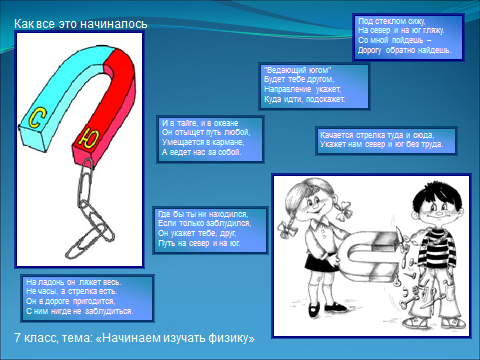 Как все это начиналось
Под стеклом сижу,
На север и на юг гляжу.
Со мной пойдешь –
Дорогу обратно найдешь.
"Ведающий югом"
Будет тебе другом,
Направление укажет,
Куда идти, подскажет.
И в тайге, и в океане
Он отыщет путь любой,
Умещается в кармане,
А ведет нас за собой.
Качается стрелка туда и сюда,
Укажет нам север и юг без труда.
С
Ю
Где бы ты ни находился,
Если только заблудился,
Он укажет тебе, друг,
Путь на север и на юг.
На ладонь он ляжет весь.
Не часы, а стрелка есть.
Он в дороге пригодится,
С ним нигде не заблудиться.
7 класс, тема: «Начинаем изучать физику»